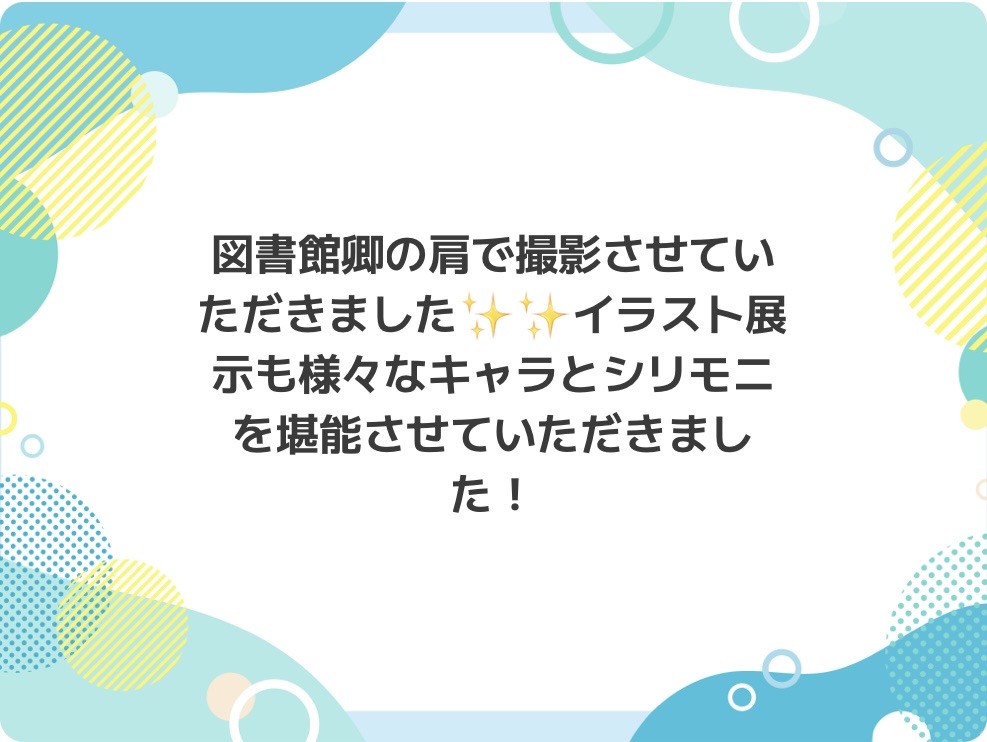 図書館卿の肩で撮影させてい
ただきました✨✨イラスト展
示も様々なキャラとシリモニ
を堪能させていただきまし
た！